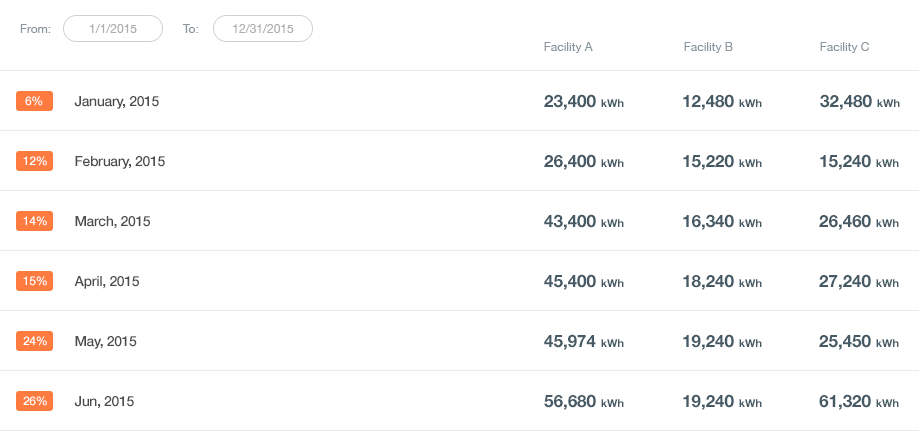 From: 1/1/2015 To: 12/31/2015
Facility A Facility B Facility C
6% January, 2015 23,400 kWh 12,480 kWh 32,480 kWh
12% February, 2015 26,400 kWh 15,220 kWh 15,240 kWh
14% March, 2015 43,400 kWh 16,340 kWh 26,460 kWh
15% April, 2015 45,400 kWh 18,240 kWh 27,240 kWh
24% May, 2015 45,974 kWh 19,240 kWh 25,450 kWh
26% Jun, 2015 56,680 kWh 19,240 kWh 61,320 kWh